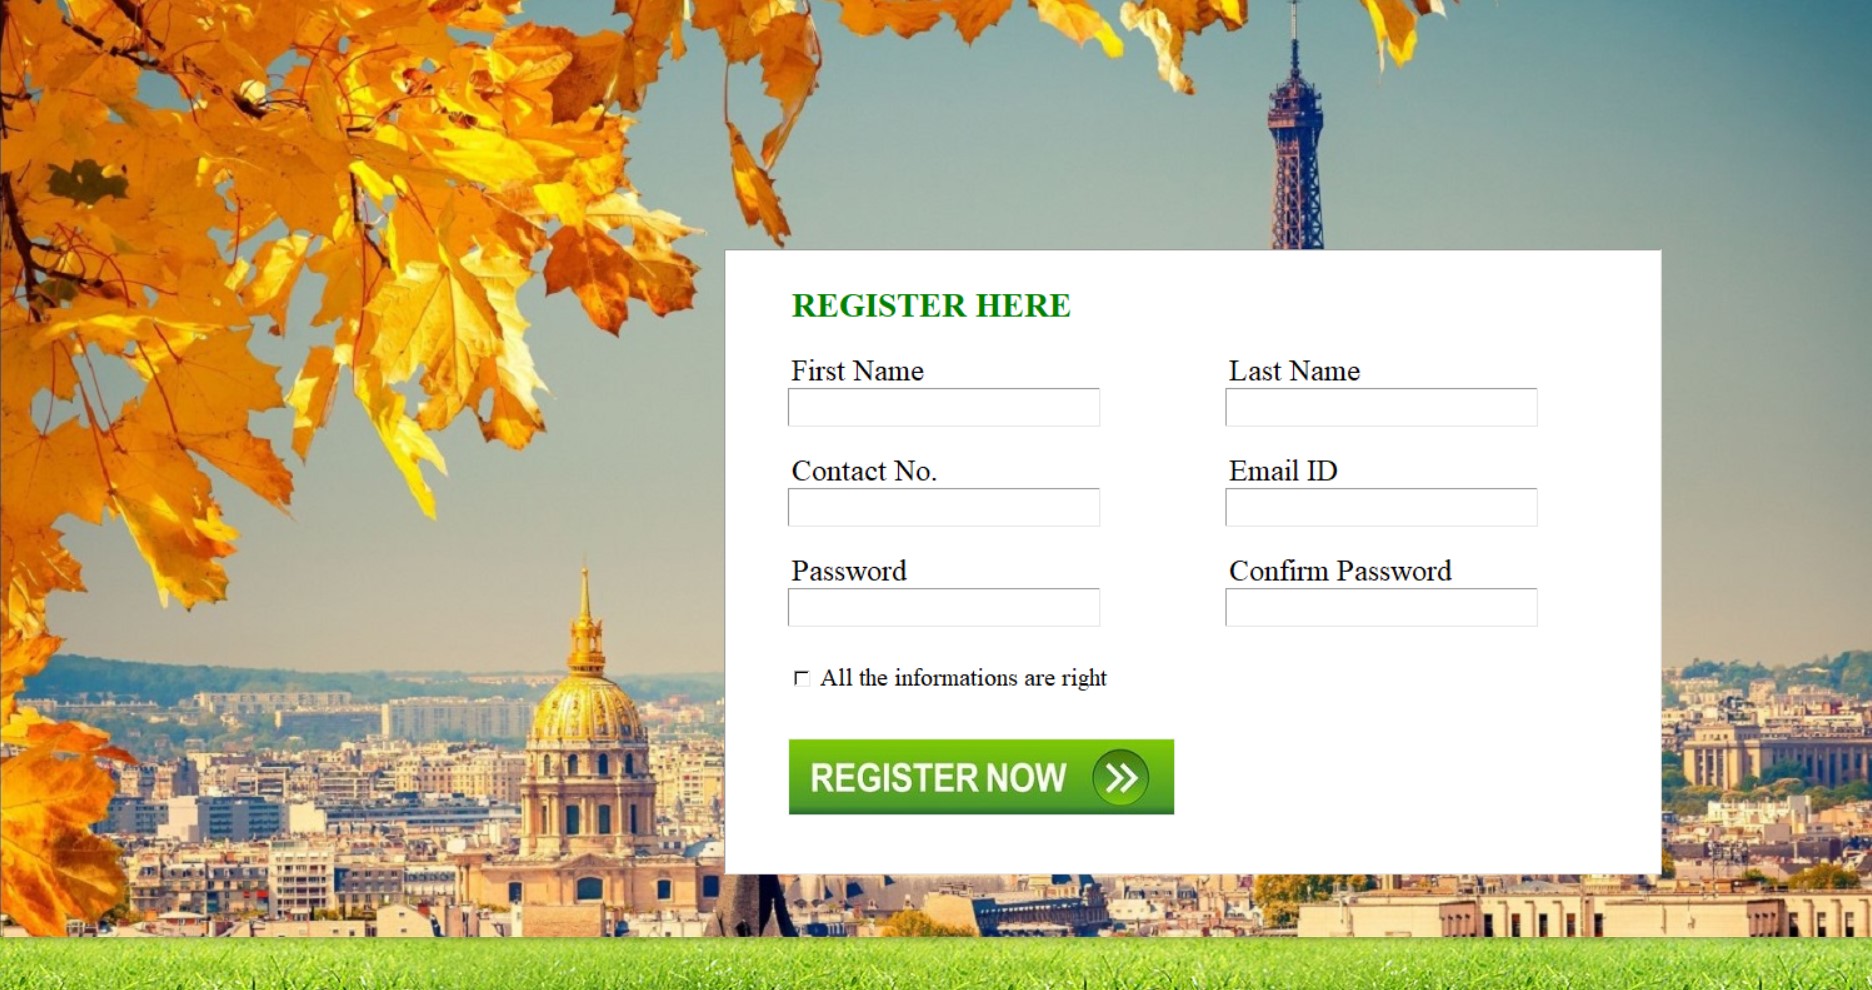 REGISTER HERE
First Name
Last Name
Contact No.
Email ID
Password
Confirm Password
All the informations are right
REGISTER NOW